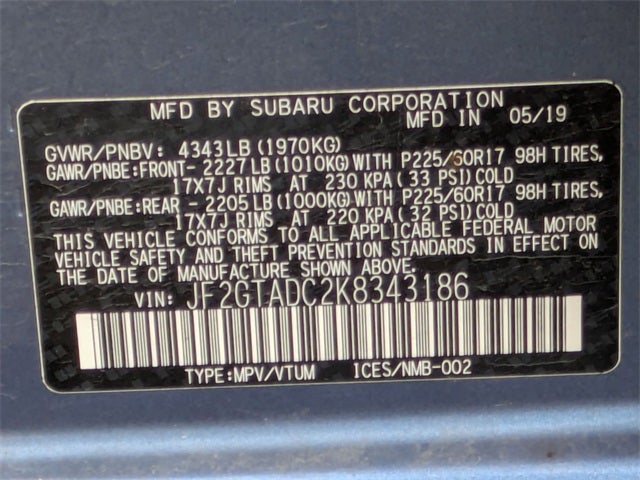 MFD BY SUBARU CORPORATION
MFD IN 05/19
GVWR/PNBV: 4343LB (1970KG)
GAWR/PNBE:FRONT- 2227LB (1010KG)WITH P225/60R17 98H TIRES,
17X7J RIMS AT 230 KPA (33 PSI)COLD
GAWR/PNBE:REAR - 2205LB (1000KG)WITH P225/60R17 98H TIRES,
17X7J RIMS AT 220 KPA (32 PSI)COLD
THIS VEHICLE CONFORMS TO ALL APPLICABLE FEDERAL MOTOR
VEHICLE SAFETY AND THEFT PREVENTION STANDARDS IN EFFECT ON
THE DATE OF MANUFACTURE SHOWN ABOVE.
VIN: JF2GTADC2K8343186
TYPE:MPV/VTUM ICES/NMB-002